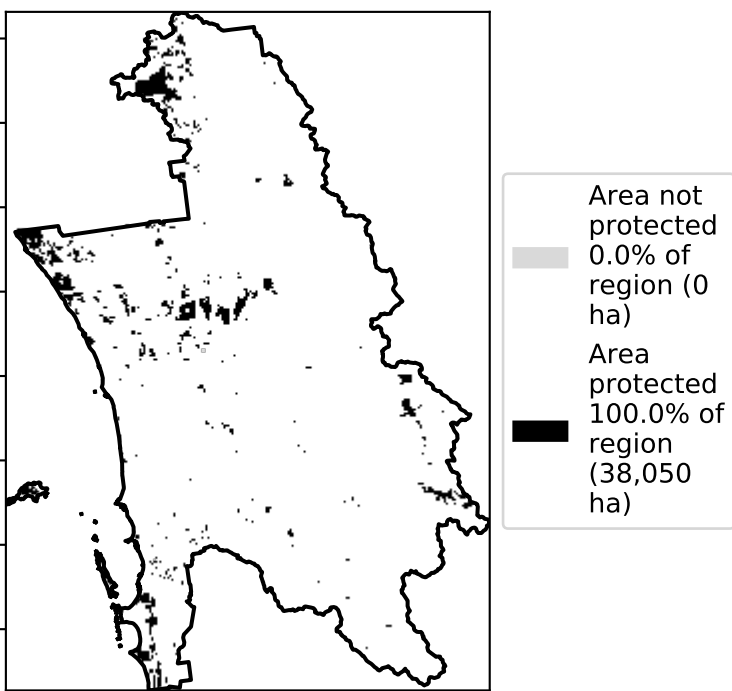 Area not
protected
0.0% of
region (0
ha)
Area
protected
100.0% of
region
(38,050
ha)